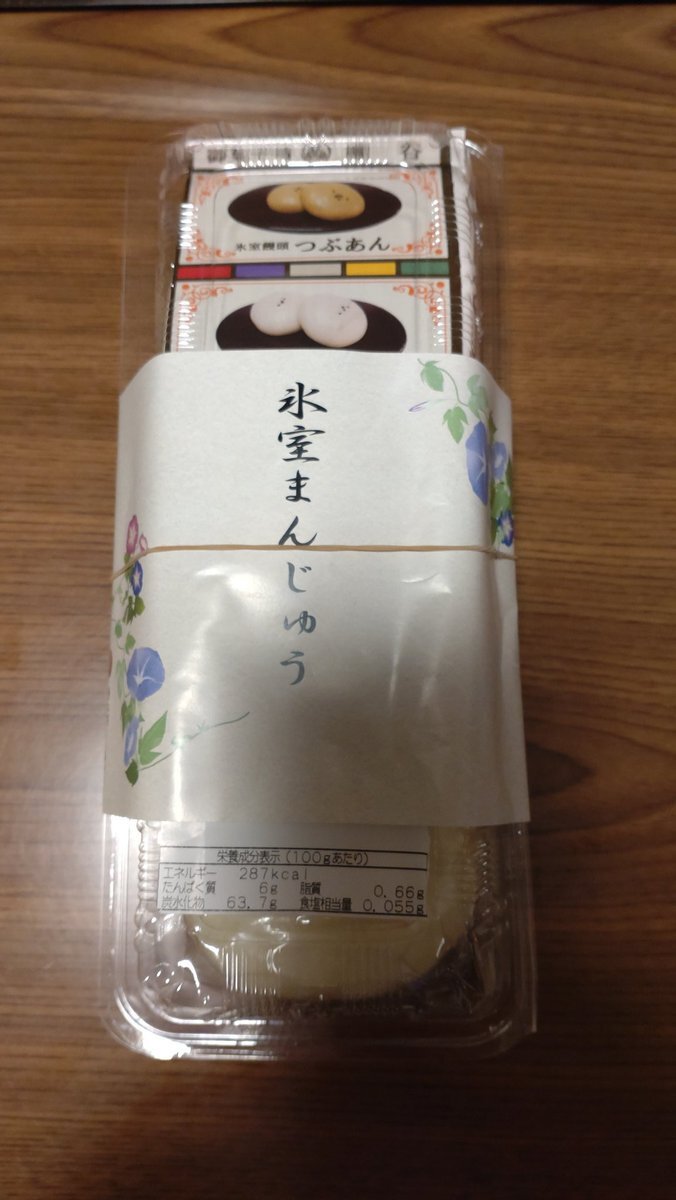 氷室饅頭 つぶあん
氷室まんじゅう
栄養成分表示(100gあたり)
エネルギー 287kcal
たんぱく質 6g 脂質 0.66g
炭水化物 63.7g 食塩相当量 0.055g